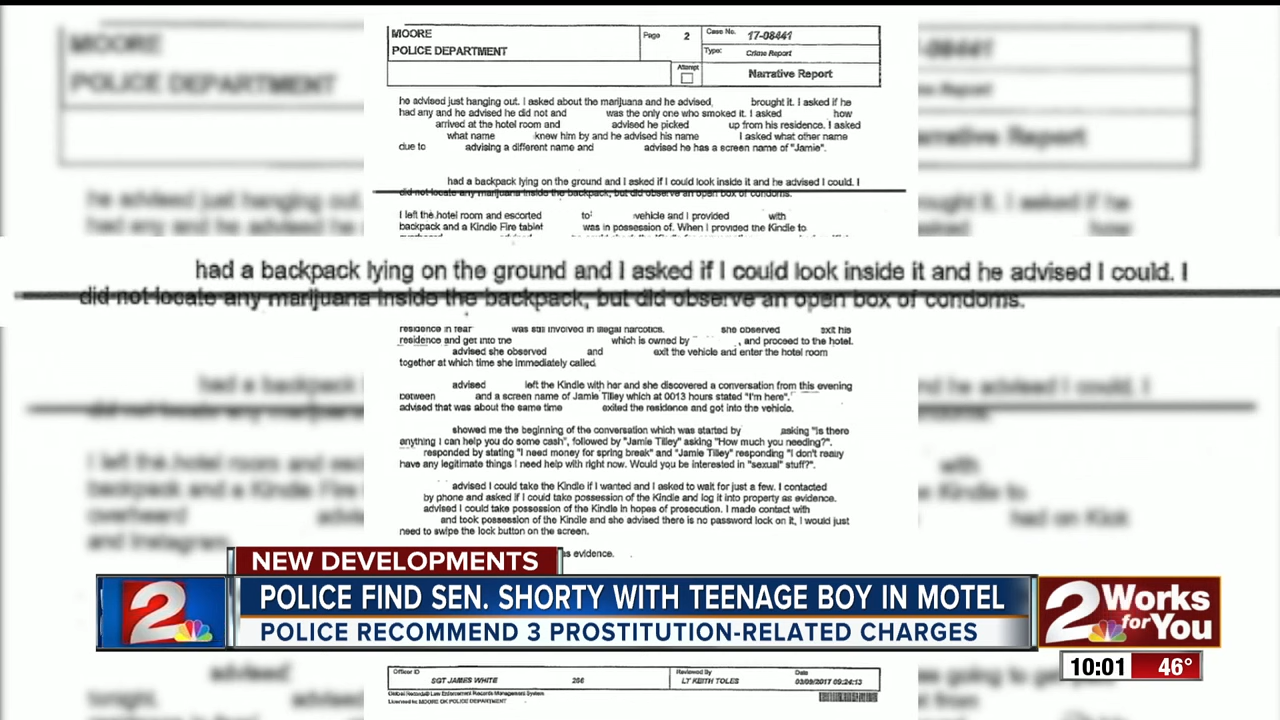 MOORE
POLICE DEPARTMENT
Page 2
Case No. 17-08441
Type: Crime Report
Attempt
Narrative Report
he advised just hanging out. I asked about the marijuana and he advised, brought it. I asked if he
had any and he advised he did not and was the only one who smoked it. I asked how
arrived at the hotel room and advised he picked up from his residence. I asked
what name knew him by and he advised his name I asked what other name
due to advising a different name and advised he has a screen name of "Jamie".
had a backpack lying on the ground and I asked if I could look inside it and he advised I could. I
did not locate any marijuana inside the backpack, but did observe an open box of condoms.
I left the hotel room and escorted to vehicle and I provided with
backpack and a Kindle Fire tablet was in possession of. When I provided the Kindle to
had a backpack lying on the ground and I asked if I could look inside it and he advised I could. I
did not locate any marijuana inside the backpack, but did observe an open box of condoms.
residence in fear was still involved in illegal narcotics. she observed exit his
residence and get into the which is owned by , and proceed to the hotel.
advised she observed and exit the vehicle and enter the hotel room
together at which time she immediately called
advised left the Kindle with her and she discovered a conversation from this evening
between and a screen name of Jamie Tilley which at 0013 hours stated "I'm here".
advised that was about the same time exited the residence and got into the vehicle.
showed me the beginning of the conversation which was started by asking "is there
anything I can help you do some cash", followed by "Jamie Tilley" asking "How much you needing?".
responded by stating "I need money for spring break" and "Jamie Tilley" responding "I don't really
have any legitimate things I need help with right now. Would you be interested in "sexual" stuff?".
advised I could take the Kindle if I wanted and I asked to wait for just a few. I contacted
by phone and asked if I could take possession of the Kindle and log it into property as evidence.
advised I could take possession of the Kindle in hopes of prosecution. I made contact with
and took possession of the Kindle and she advised there is no password lock on it, I would just
need to swipe the lock button on the screen.
as evidence.
NEW DEVELOPMENTS
2
POLICE FIND SEN. SHORTY WITH TEENAGE BOY IN MOTEL
POLICE RECOMMEND 3 PROSTITUTION-RELATED CHARGES
2 Works for You
10:01 46°
Officer ID
SGT JAMES WHITE 266
Reviewed By
LT KEITH TOLES
Date
03/09/2017 09:24:13
Licensed to: MOORE OK POLICE DEPARTMENT